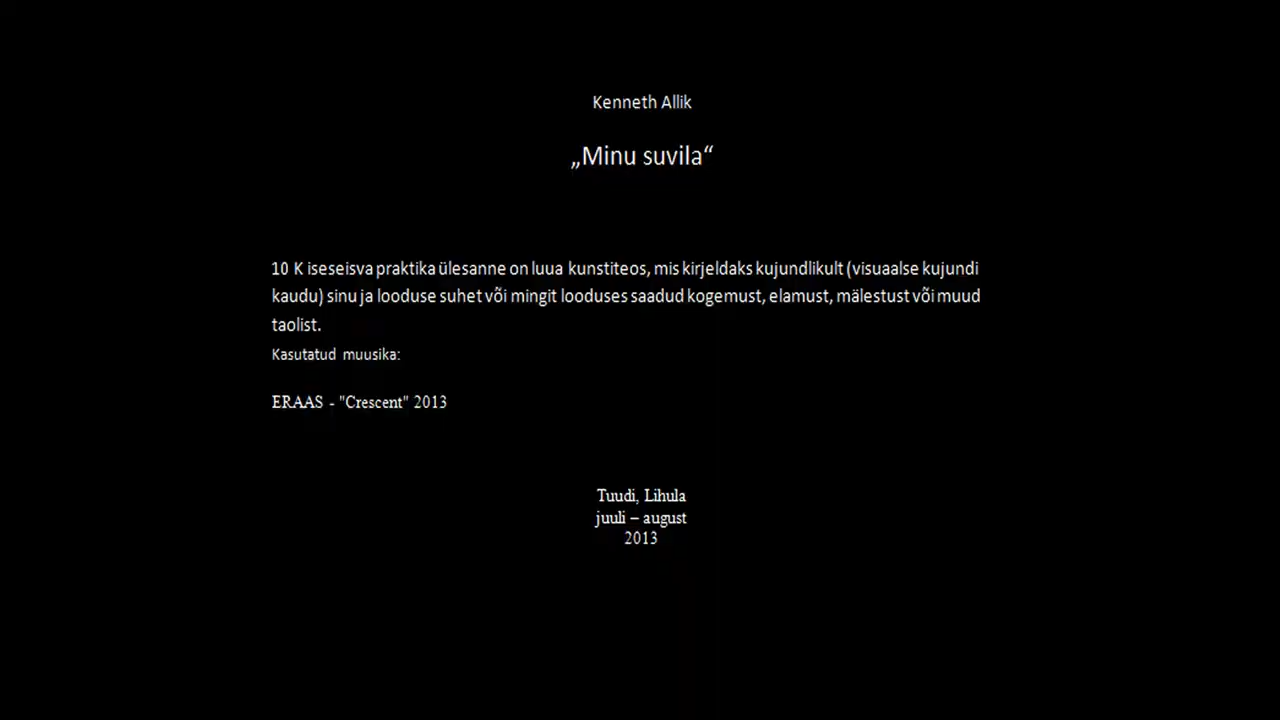 Kenneth Allik
„Minu suvila“
10 K iseseisva praktika ülesanne on luua kunstiteos, mis kirjeldaks kujundlikult (visuaalse kujundi
kaudu) sinu ja looduse suhet või mingit looduses saadud kogemust, elamust, mälestust või muud
taolist.
Kasutatud muusika:
ERAAS - "Crescent" 2013
Tuudi, Lihula
juuli – august
2013